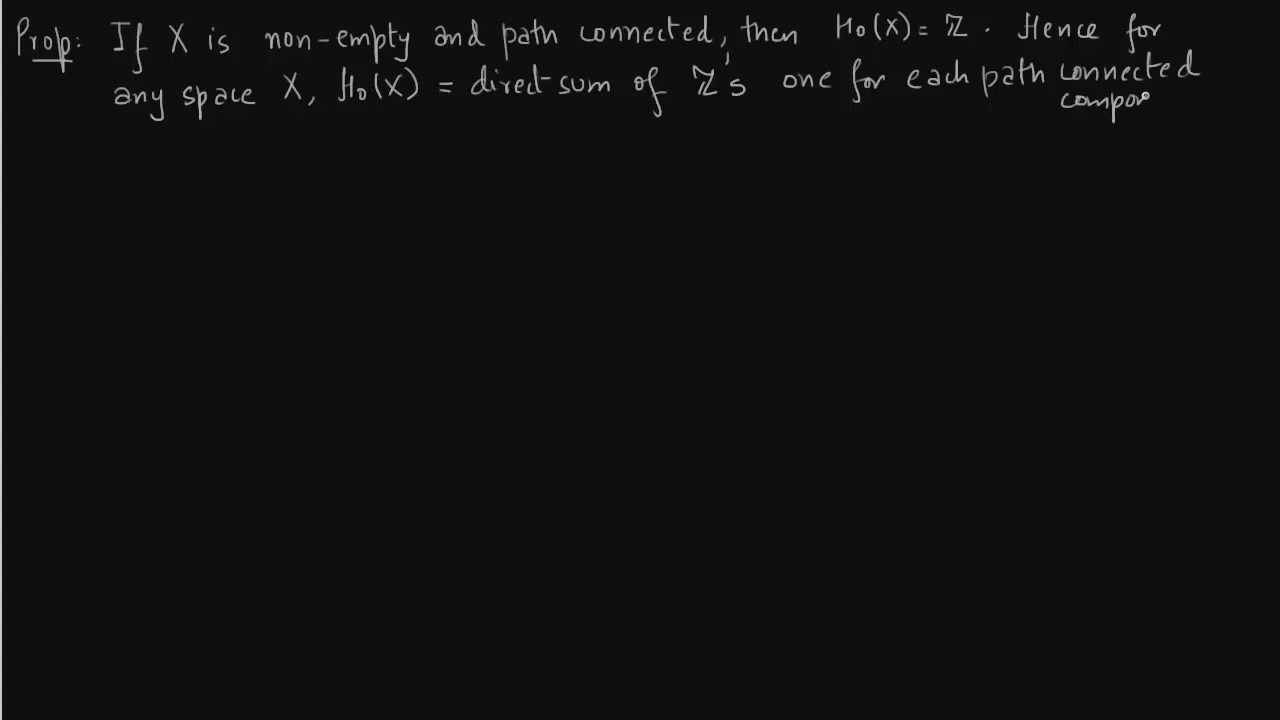 Prop: If X is non-empty and path connected, then H₀(X) = ℤ. Hence for
any space X, H₀(X) = direct sum of ℤ's one for each path connected
compo